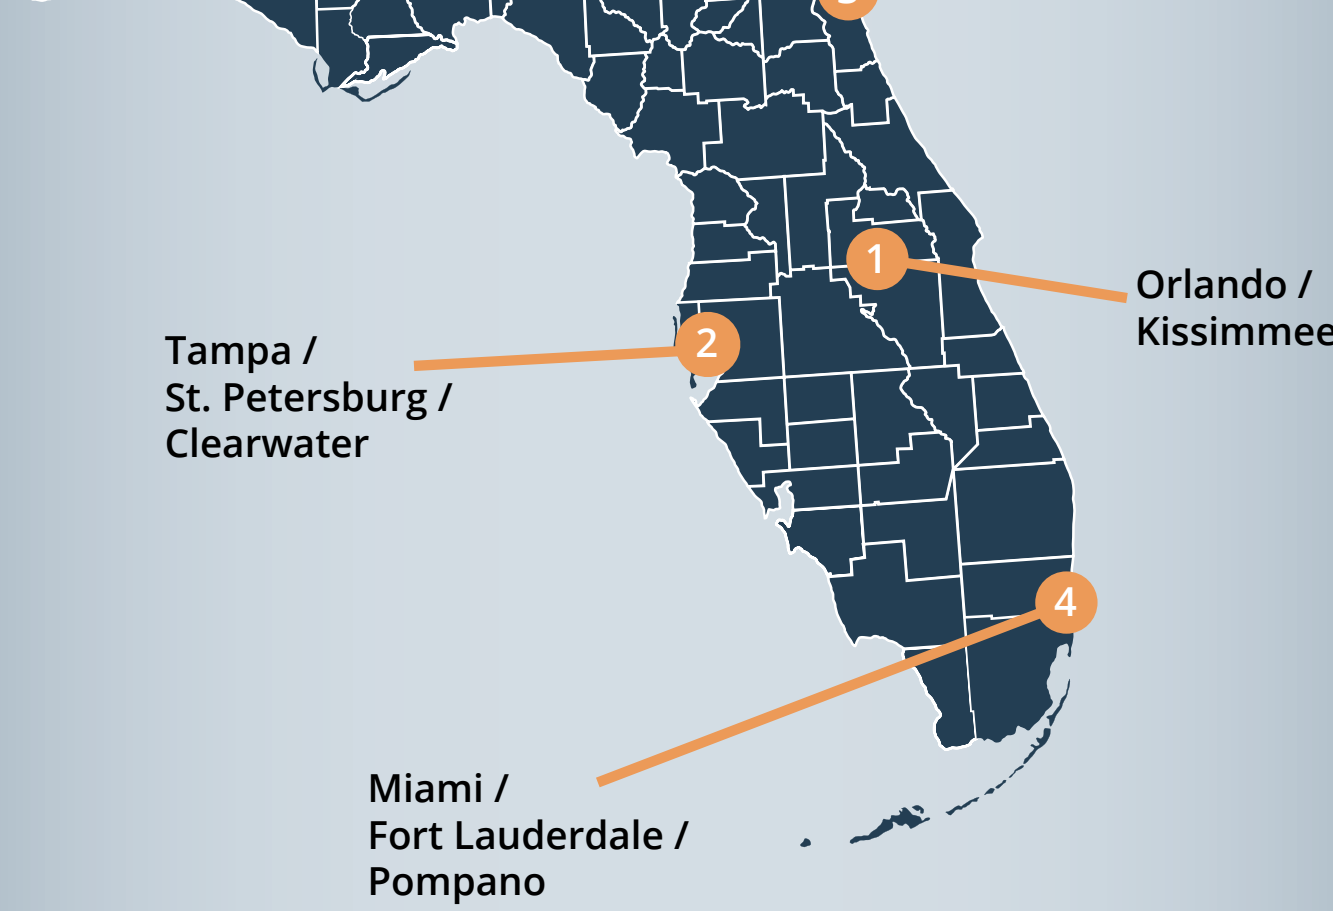 1
Orlando /
Kissimmee
2
Tampa /
St. Petersburg /
Clearwater
4
Miami /
Fort Lauderdale /
Pompano